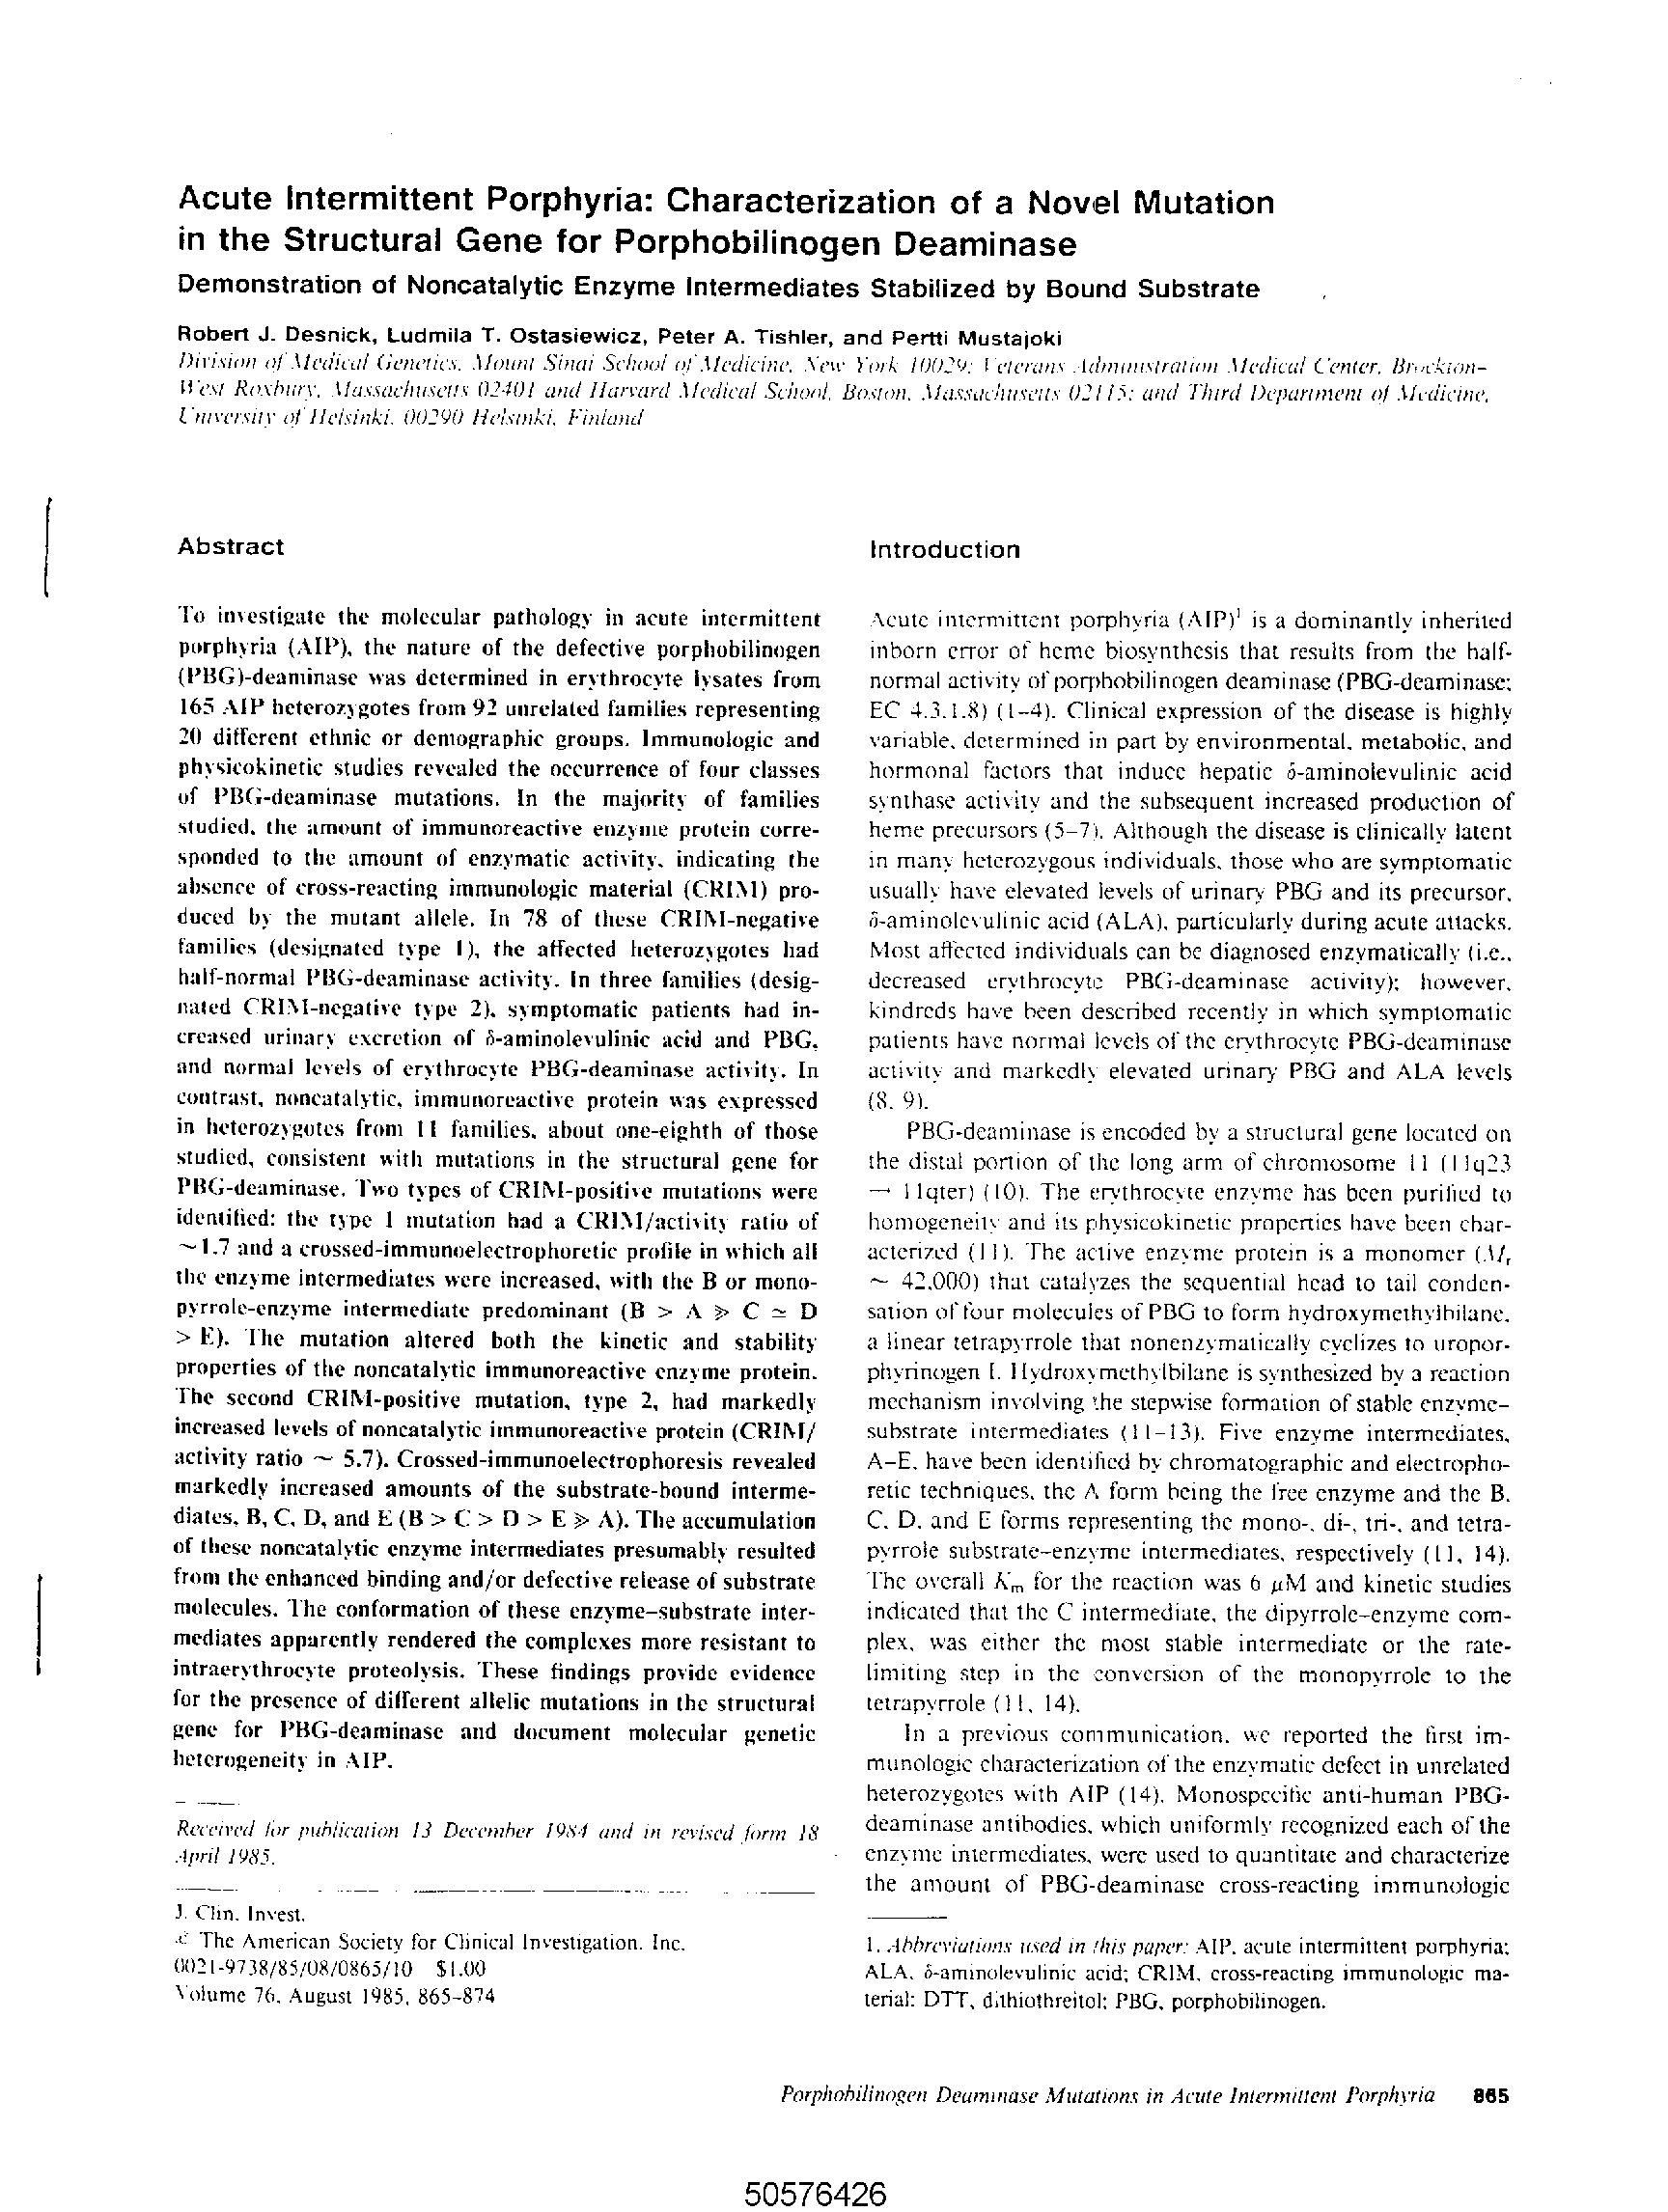 Acute Intermittent Porphyria: Characterization of a Novel Mutation
in the Structural Gene for Porphobilinogen Deaminase
Demonstration of Noncatalytic Enzyme Intermediates Stabilized by Bound Substrate
Robert J. Desnick, Ludmila T. Ostasiewicz, Peter A. Tishler, and Pertti Mustajoki
Division of Medical Genetics, Mount Sinai School of Medicine, New York 10029; Veterans Administration Medical Center, Brockton-
West Roxbury, Massachusetts 02401 and Harvard Medical School, Boston, Massachusetts 02115; and Third Department of Medicine,
University of Helsinki, 00290 Helsinki, Finland
Abstract
To investigate the molecular pathology in acute intermittent
porphyria (AIP), the nature of the defective porphobilinogen
(PBG)-deaminase was determined in erythrocyte lysates from
165 AIP heterozygotes from 92 unrelated families representing
20 different ethnic or demographic groups. Immunologic and
physicokinetic studies revealed the occurrence of four classes
of PBG-deaminase mutations. In the majority of families
studied, the amount of immunoreactive enzyme protein corre-
sponded to the amount of enzymatic activity, indicating the
absence of cross-reacting immunologic material (CRIM) pro-
duced by the mutant allele. In 78 of these CRIM-negative
families (designated type 1), the affected heterozygotes had
half-normal PBG-deaminase activity. In three families (desig-
nated CRIM-negative type 2), symptomatic patients had in-
creased urinary excretion of δ-aminolevulinic acid and PBG,
and normal levels of erythrocyte PBG-deaminase activity. In
contrast, noncatalytic, immunoreactive protein was expressed
in heterozygotes from 11 families, about one-eighth of those
studied, consistent with mutations in the structural gene for
PBG-deaminase. Two types of CRIM-positive mutations were
identified: the type 1 mutation had a CRIM/activity ratio of
~1.7 and a crossed-immunoelectrophoretic profile in which all
the enzyme intermediates were increased, with the B or mono-
pyrrole-enzyme intermediate predominant (B > A ≫ C ≃ D
> E). The mutation altered both the kinetic and stability
properties of the noncatalytic immunoreactive enzyme protein.
The second CRIM-positive mutation, type 2, had markedly
increased levels of noncatalytic immunoreactive protein (CRIM/
activity ratio ~ 5.7). Crossed-immunoelectrophoresis revealed
markedly increased amounts of the substrate-bound interme-
diates, B, C, D, and E (B > C > D > E ≫ A). The accumulation
of these noncatalytic enzyme intermediates presumably resulted
from the enhanced binding and/or defective release of substrate
molecules. The conformation of these enzyme–substrate inter-
mediates apparently rendered the complexes more resistant to
intraerythrocyte proteolysis. These findings provide evidence
for the presence of different allelic mutations in the structural
gene for PBG-deaminase and document molecular genetic
heterogeneity in AIP.
Received for publication 13 December 1984 and in revised form 18
April 1985.
J. Clin. Invest.
© The American Society for Clinical Investigation, Inc.
0021-9738/85/08/0865/10 $1.00
Volume 76, August 1985, 865–874
Introduction
Acute intermittent porphyria (AIP)¹ is a dominantly inherited
inborn error of heme biosynthesis that results from the half-
normal activity of porphobilinogen deaminase (PBG-deaminase;
EC 4.3.1.8) (1–4). Clinical expression of the disease is highly
variable, determined in part by environmental, metabolic, and
hormonal factors that induce hepatic δ-aminolevulinic acid
synthase activity and the subsequent increased production of
heme precursors (5–7). Although the disease is clinically latent
in many heterozygous individuals, those who are symptomatic
usually have elevated levels of urinary PBG and its precursor,
δ-aminolevulinic acid (ALA), particularly during acute attacks.
Most affected individuals can be diagnosed enzymatically (i.e.,
decreased erythrocyte PBG-deaminase activity); however,
kindreds have been described recently in which symptomatic
patients have normal levels of the erythrocyte PBG-deaminase
activity and markedly elevated urinary PBG and ALA levels
(8, 9).
PBG-deaminase is encoded by a structural gene located on
the distal portion of the long arm of chromosome 11 (11q23
→ 11qter) (10). The erythrocyte enzyme has been purified to
homogeneity and its physicokinetic properties have been char-
acterized (11). The active enzyme protein is a monomer (Mr
~ 42,000) that catalyzes the sequential head to tail conden-
sation of four molecules of PBG to form hydroxymethylbilane,
a linear tetrapyrrole that nonenzymatically cyclizes to uropor-
phyrinogen I. Hydroxymethylbilane is synthesized by a reaction
mechanism involving the stepwise formation of stable enzyme–
substrate intermediates (11–13). Five enzyme intermediates,
A–E, have been identified by chromatographic and electropho-
retic techniques, the A form being the free enzyme and the B,
C, D, and E forms representing the mono-, di-, tri-, and tetra-
pyrrole substrate–enzyme intermediates, respectively (11, 14).
The overall Km for the reaction was 6 μM and kinetic studies
indicated that the C intermediate, the dipyrrole–enzyme com-
plex, was either the most stable intermediate or the rate-
limiting step in the conversion of the monopyrrole to the
tetrapyrrole (11, 14).
In a previous communication, we reported the first im-
munologic characterization of the enzymatic defect in unrelated
heterozygotes with AIP (14). Monospecific anti-human PBG-
deaminase antibodies, which uniformly recognized each of the
enzyme intermediates, were used to quantitate and characterize
the amount of PBG-deaminase cross-reacting immunologic
1. Abbreviations used in this paper: AIP, acute intermittent porphyria;
ALA, δ-aminolevulinic acid; CRIM, cross-reacting immunologic ma-
terial; DTT, dithiothreitol; PBG, porphobilinogen.
Porphobilinogen Deaminase Mutations in Acute Intermittent Porphyria 865
50576426